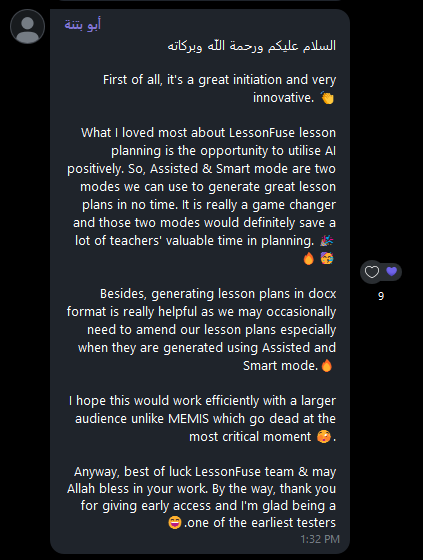 أبو بتنة
السلام عليكم ورحمة الله وبركاته
First of all, it's a great initiation and very
innovative. 👏
What I loved most about LessonFuse lesson
planning is the opportunity to utilise AI
positively. So, Assisted & Smart mode are two
modes we can use to generate great lesson
plans in no time. It is really a game changer
and those two modes would definitely save a
lot of teachers' valuable time in planning. 🎉
🔥 🥳
Besides, generating lesson plans in docx
format is really helpful as we may occasionally
need to amend our lesson plans especially
when they are generated using Assisted and
Smart mode. 🔥
I hope this would work efficiently with a larger
audience unlike MEMIS which go dead at the
most critical moment 🥵.
Anyway, best of luck LessonFuse team & may
Allah bless in your work. By the way, thank you
for giving early access and I'm glad being a
one of the earliest testers. 😄
1:32 PM
9